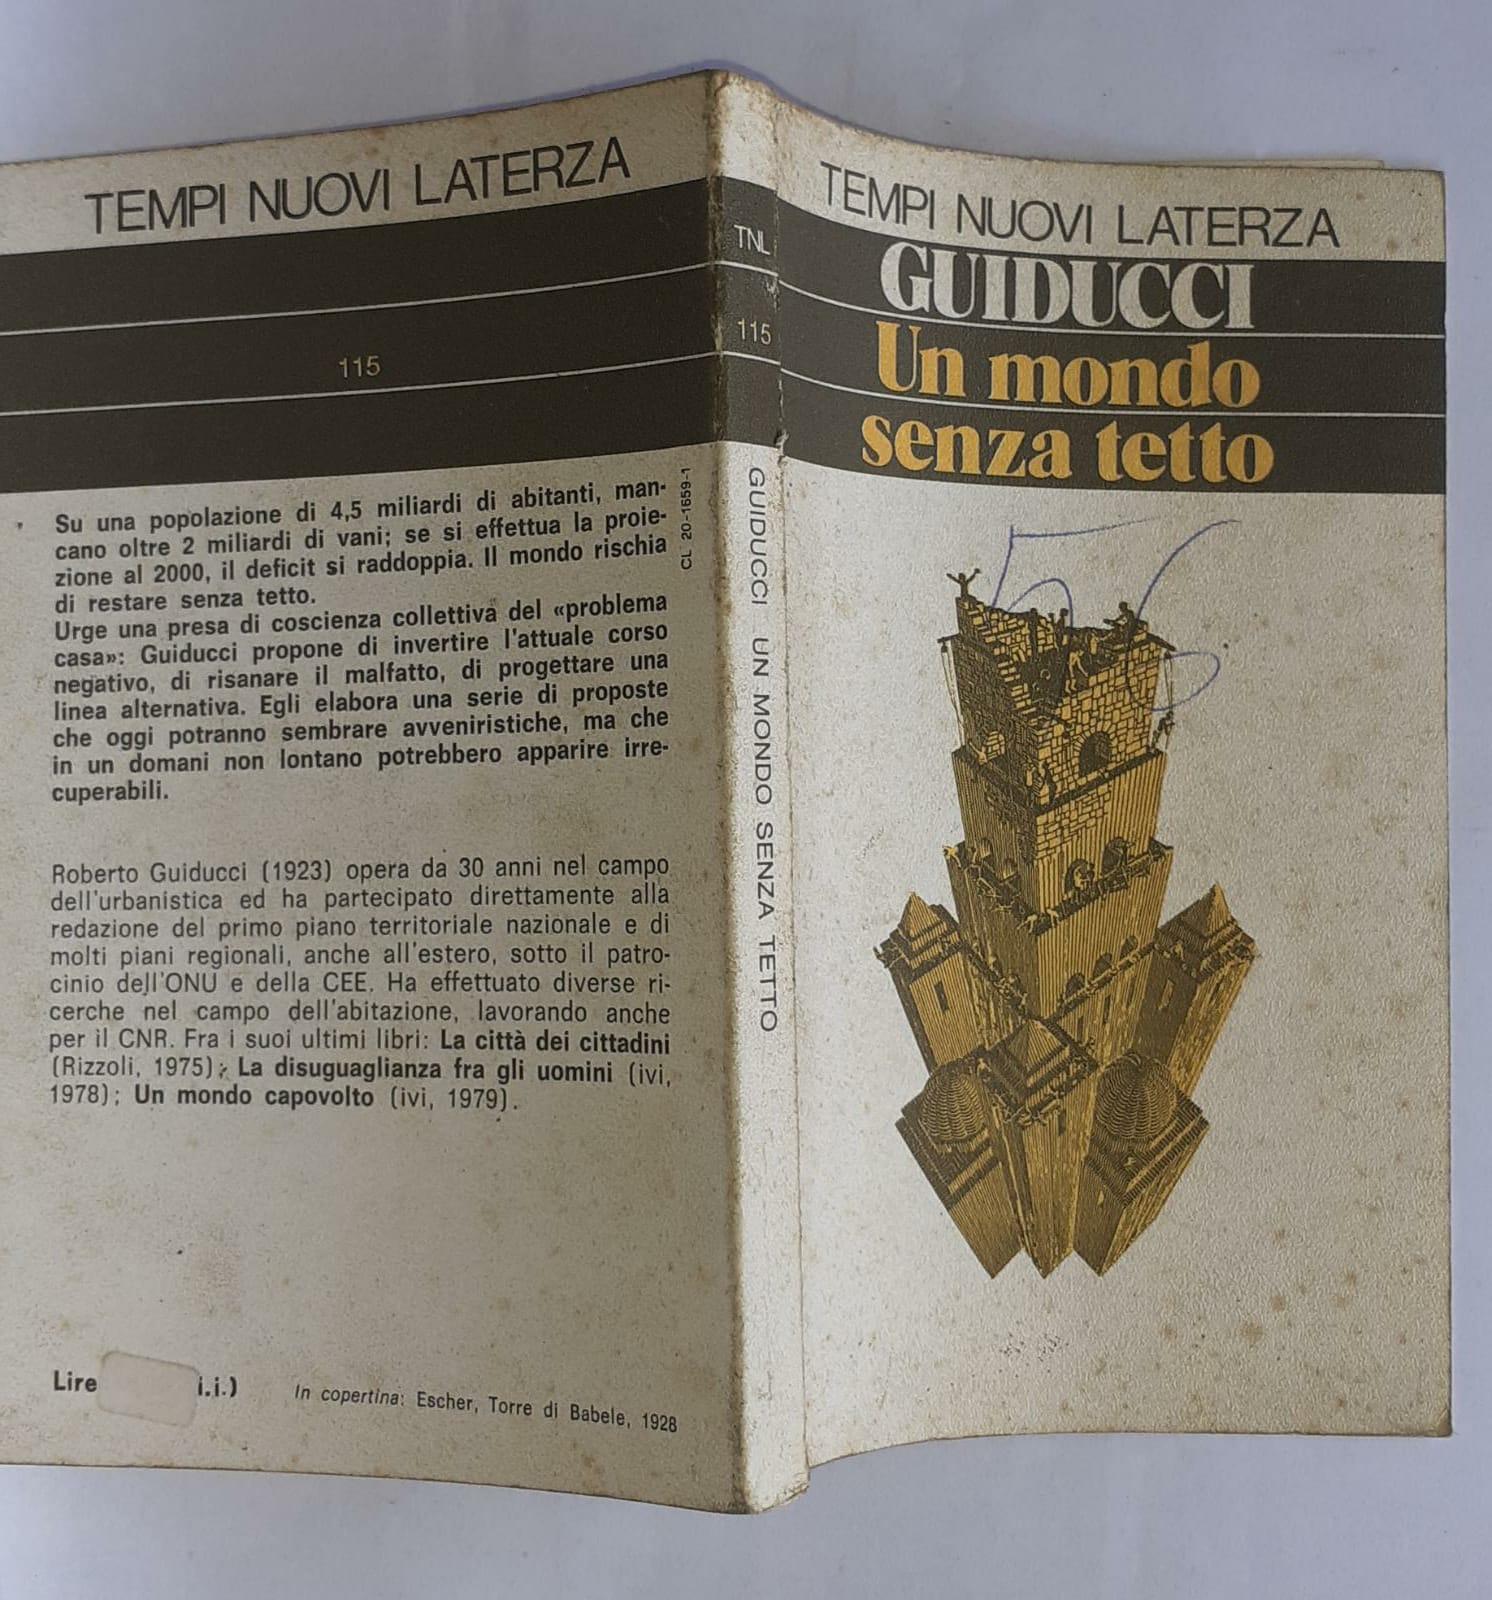 TEMPI NUOVI LATERZA
115
Su una popolazione di 4,5 miliardi di abitanti, man-
cano oltre 2 miliardi di vani; se si effettua la proie-
zione al 2000, il deficit si raddoppia. Il mondo rischia
di restare senza tetto.
Urge una presa di coscienza collettiva del «problema
casa»: Guiducci propone di invertire l'attuale corso
negativo, di risanare il malfatto, di progettare una
linea alternativa. Egli elabora una serie di proposte
che oggi potranno sembrare avveniristiche, ma che
in un domani non lontano potrebbero apparire irre-
cuperabili.
Roberto Guiducci (1923) opera da 30 anni nel campo
dell'urbanistica ed ha partecipato direttamente alla
redazione del primo piano territoriale nazionale e di
molti piani regionali, anche all'estero, sotto il patro-
cinio dell'ONU e della CEE. Ha effettuato diverse ri-
cerche nel campo dell'abitazione, lavorando anche
per il CNR. Fra i suoi ultimi libri: La città dei cittadini
(Rizzoli, 1975); La disuguaglianza fra gli uomini (ivi,
1978); Un mondo capovolto (ivi, 1979).
Lire i.i.)
In copertina: Escher, Torre di Babele, 1928
CL 20-1659-1
TNL
115
GUIDUCCI UN MONDO SENZA TETTO
TEMPI NUOVI LATERZA
GUIDUCCI
Un mondo
senza tetto